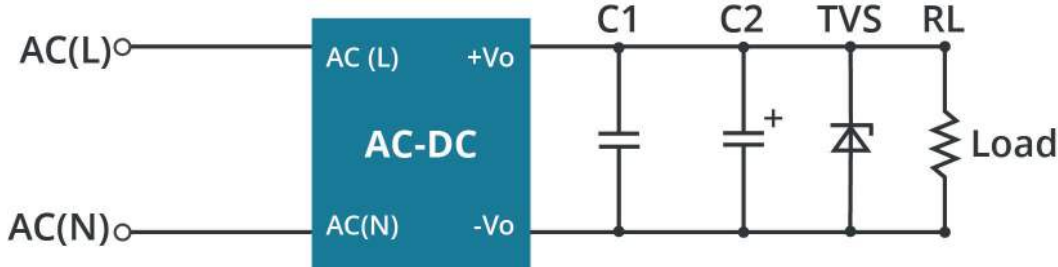 C1 C2 TVS RL
AC(L) AC (L) +Vo
AC-DC
+
Load
AC(N) AC(N) -Vo